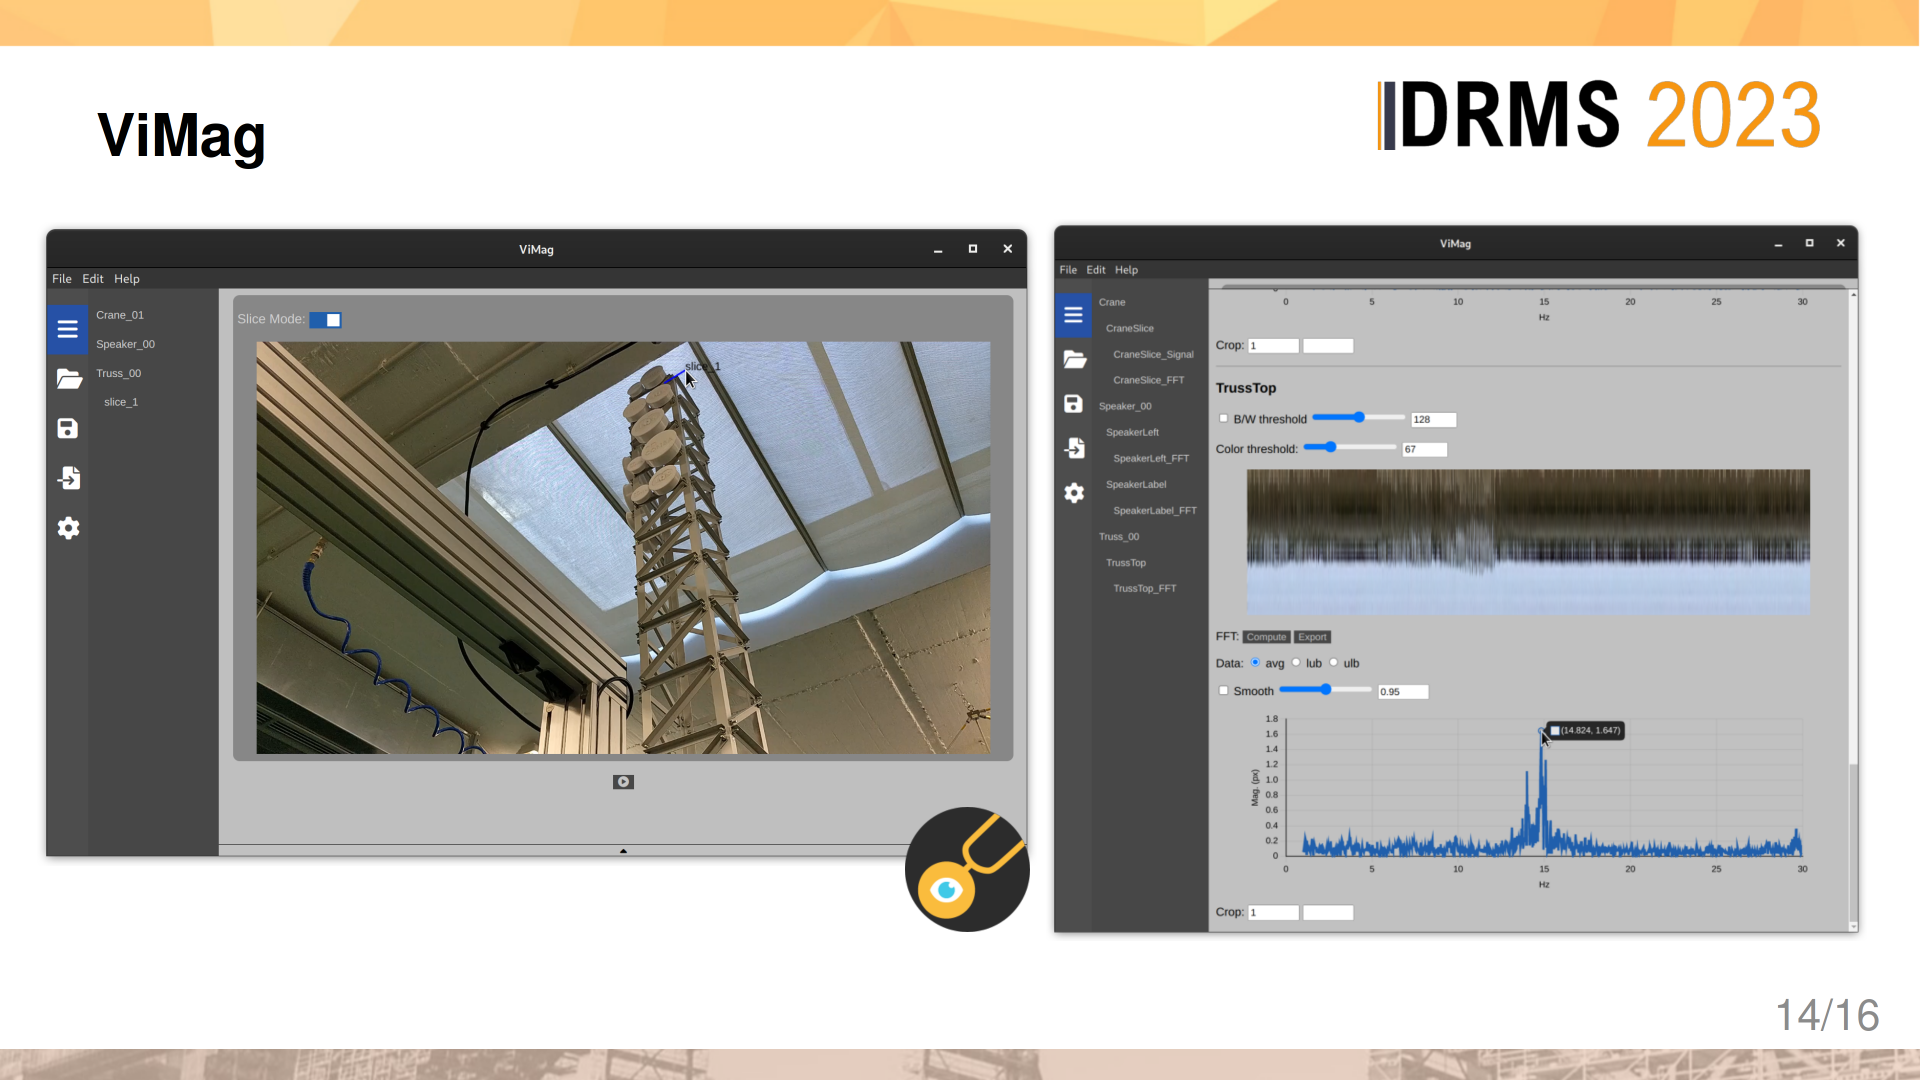 ViMag
DRMS 2023
ViMag
File Edit Help
Crane_01
Speaker_00
Truss_00
slice_1
Slice Mode:
slice_1
ViMag
File Edit Help
Crane
CraneSlice
CraneSlice_Signal
CraneSlice_FFT
Speaker_00
SpeakerLeft
SpeakerLeft_FFT
SpeakerLabel
SpeakerLabel_FFT
Truss_00
TrussTop
TrussTop_FFT
0 5 10 15 20 25 30
Hz
Crop: 1
TrussTop
B/W threshold 128
Color threshold: 67
FFT: Compute Export
Data: avg lub ulb
Smooth 0.95
(14.824, 1.647)
Mag. (px)
1.8
1.6
1.4
1.2
1.0
0.8
0.6
0.4
0.2
0
0 5 10 15 20 25 30
Hz
Crop: 1
14/16